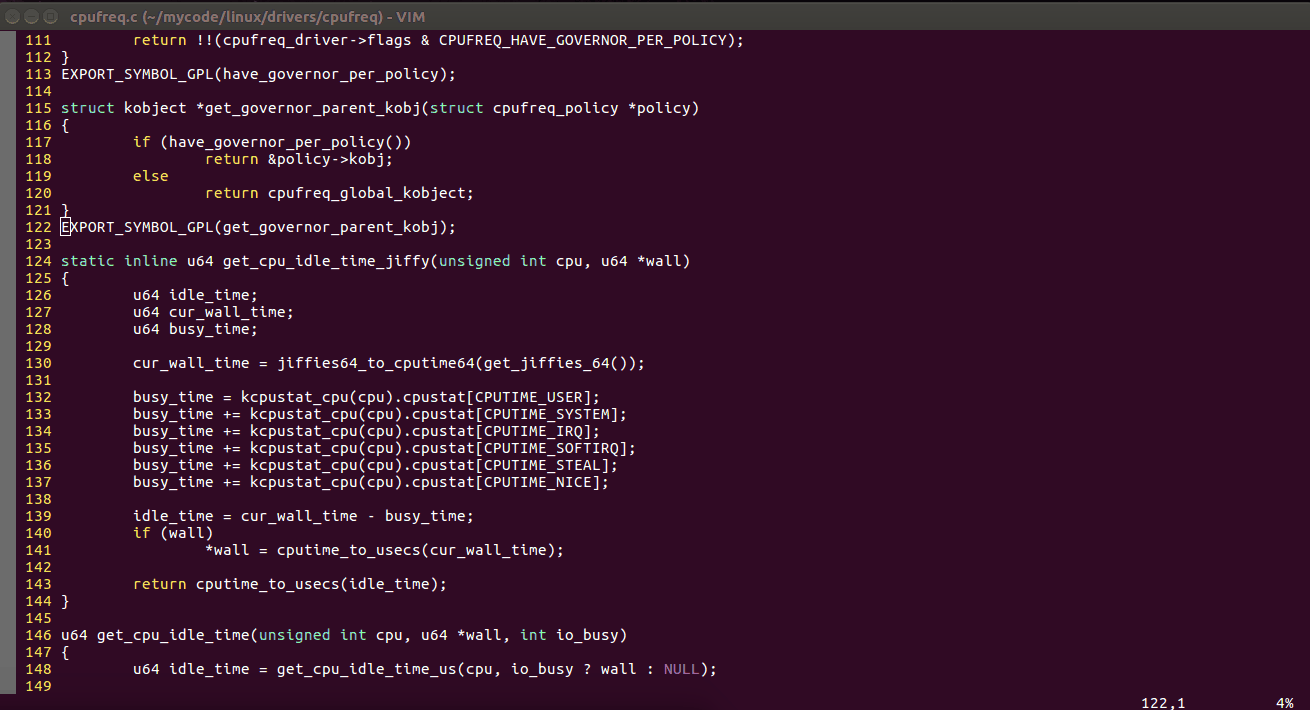 cpufreq.c (~/mycode/linux/drivers/cpufreq) - VIM
111         return !!(cpufreq_driver->flags & CPUFREQ_HAVE_GOVERNOR_PER_POLICY);
112 }
113 EXPORT_SYMBOL_GPL(have_governor_per_policy);
114
115 struct kobject *get_governor_parent_kobj(struct cpufreq_policy *policy)
116 {
117         if (have_governor_per_policy())
118                 return &policy->kobj;
119         else
120                 return cpufreq_global_kobject;
121 }
122 EXPORT_SYMBOL_GPL(get_governor_parent_kobj);
123
124 static inline u64 get_cpu_idle_time_jiffy(unsigned int cpu, u64 *wall)
125 {
126         u64 idle_time;
127         u64 cur_wall_time;
128         u64 busy_time;
129
130         cur_wall_time = jiffies64_to_cputime64(get_jiffies_64());
131
132         busy_time = kcpustat_cpu(cpu).cpustat[CPUTIME_USER];
133         busy_time += kcpustat_cpu(cpu).cpustat[CPUTIME_SYSTEM];
134         busy_time += kcpustat_cpu(cpu).cpustat[CPUTIME_IRQ];
135         busy_time += kcpustat_cpu(cpu).cpustat[CPUTIME_SOFTIRQ];
136         busy_time += kcpustat_cpu(cpu).cpustat[CPUTIME_STEAL];
137         busy_time += kcpustat_cpu(cpu).cpustat[CPUTIME_NICE];
138
139         idle_time = cur_wall_time - busy_time;
140         if (wall)
141                 *wall = cputime_to_usecs(cur_wall_time);
142
143         return cputime_to_usecs(idle_time);
144 }
145
146 u64 get_cpu_idle_time(unsigned int cpu, u64 *wall, int io_busy)
147 {
148         u64 idle_time = get_cpu_idle_time_us(cpu, io_busy ? wall : NULL);
149
122,1          4%